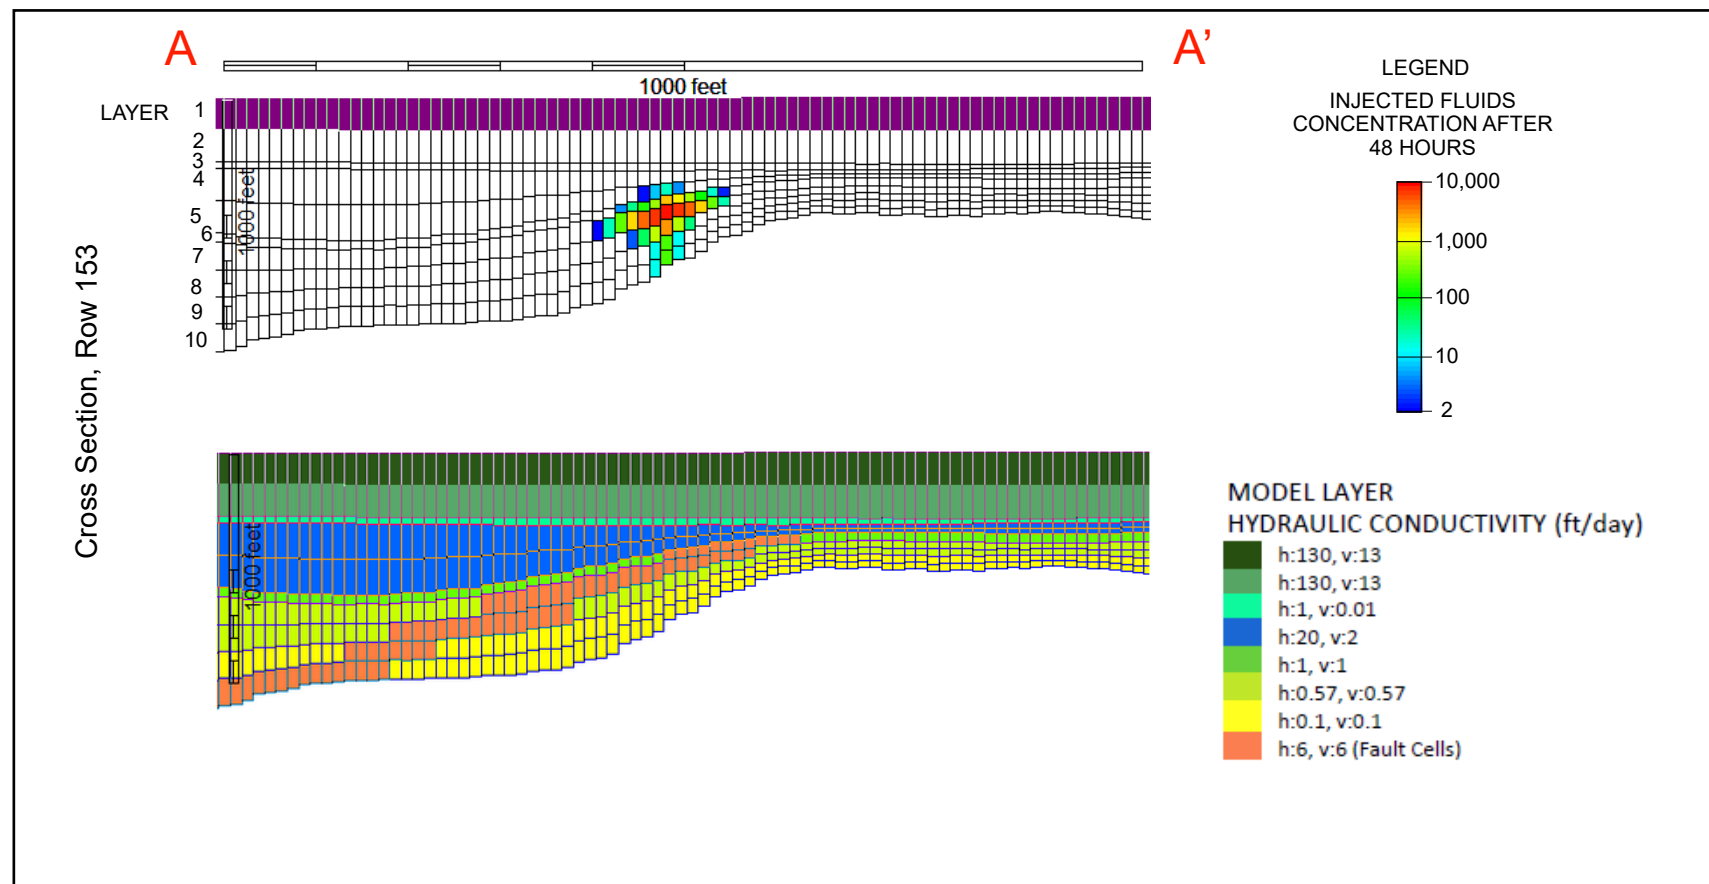 A
A’
1000 feet
LAYER
1
2
3
4
5
6
7
8
9
10
1000 feet
Cross Section, Row 153
LEGEND
INJECTED FLUIDS
CONCENTRATION AFTER
48 HOURS
10,000
1,000
100
10
2
1000 feet
MODEL LAYER
HYDRAULIC CONDUCTIVITY (ft/day)
h:130, v:13
h:130, v:13
h:1, v:0.01
h:20, v:2
h:1, v:1
h:0.57, v:0.57
h:0.1, v:0.1
h:6, v:6 (Fault Cells)